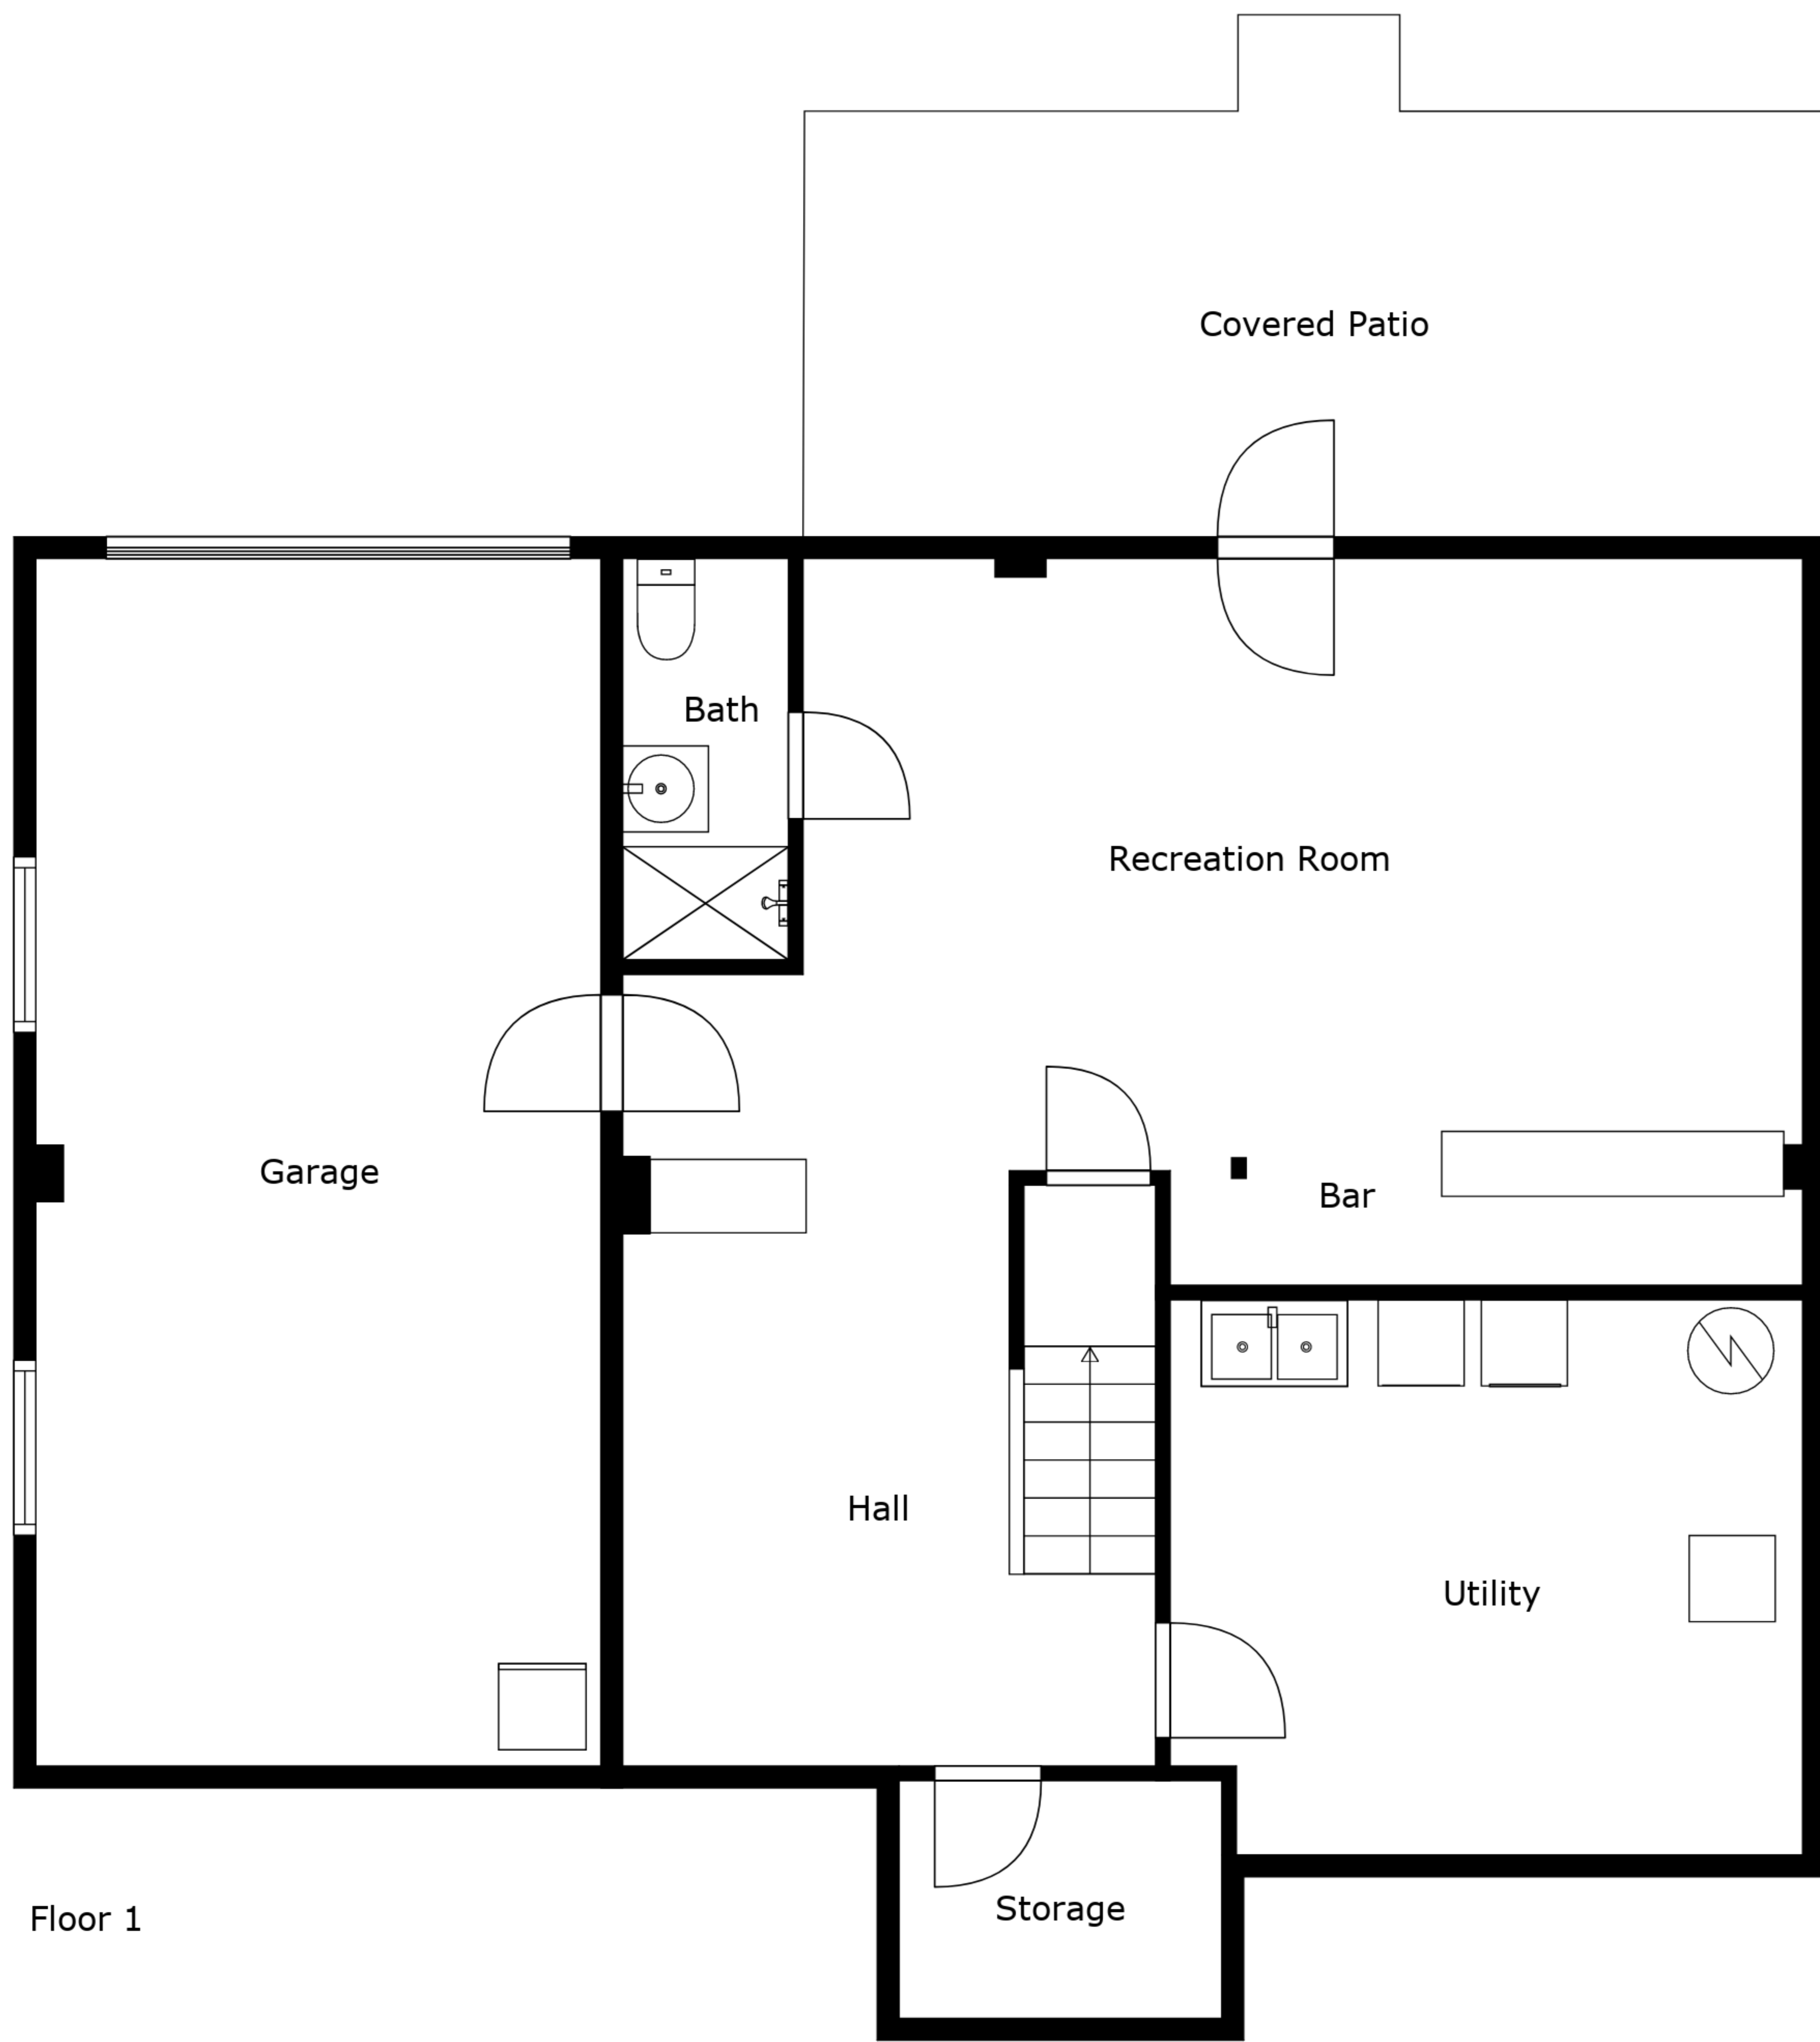 Covered Patio
Bath
Recreation Room
Garage
Bar
Hall
Utility
Storage
Floor 1